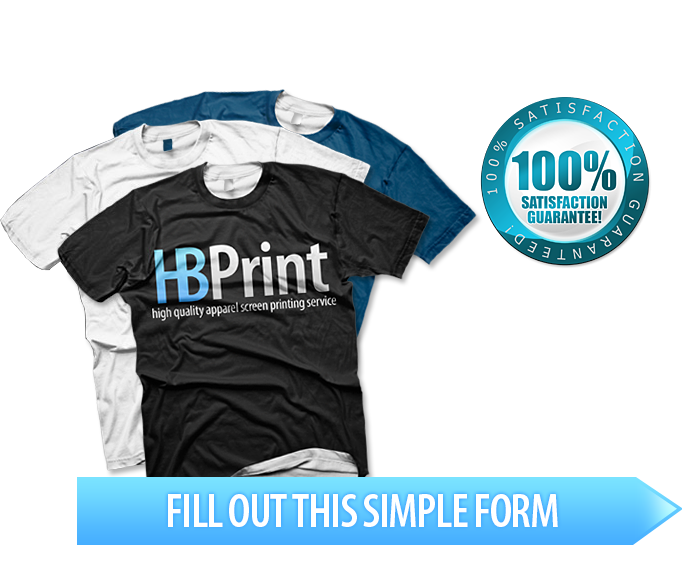 100% SATISFACTION GUARANTEED!
100%
SATISFACTION
GUARANTEE!
HBPrint
high quality apparel screen printing service
FILL OUT THIS SIMPLE FORM